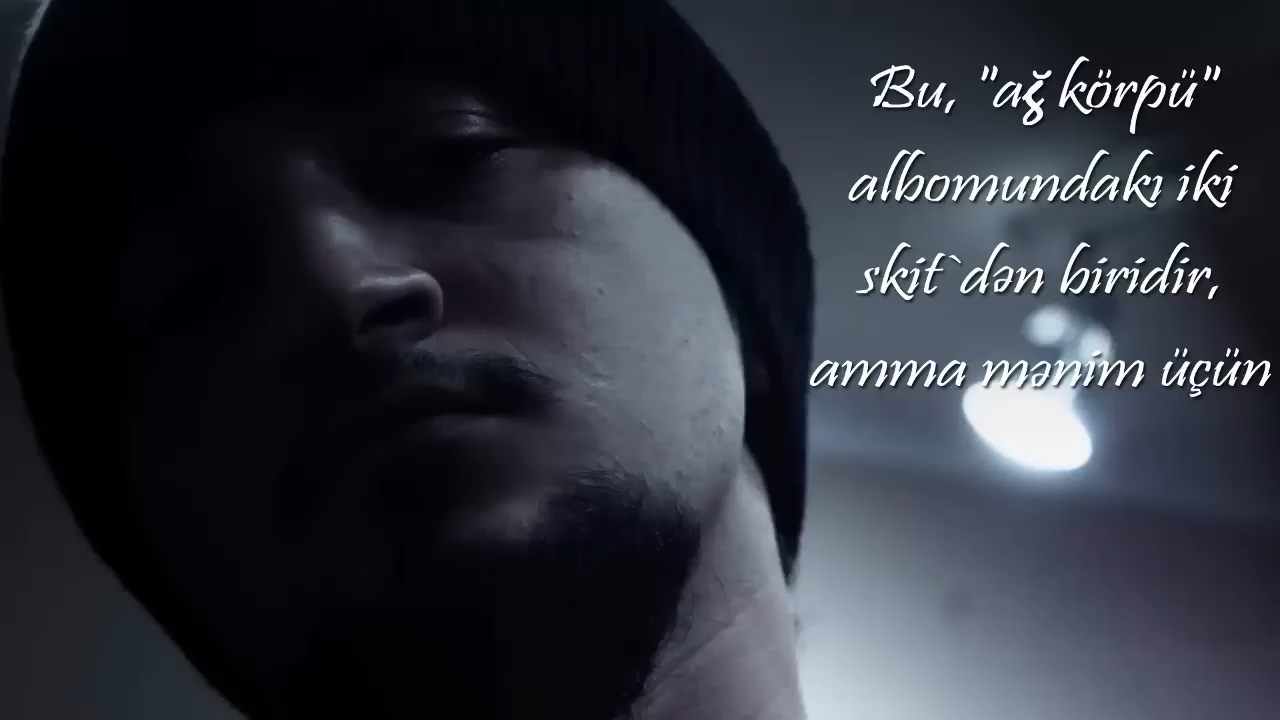 Bu, "ağ körpü"
albomundakı iki
skit`dən biridir,
amma mənim üçün